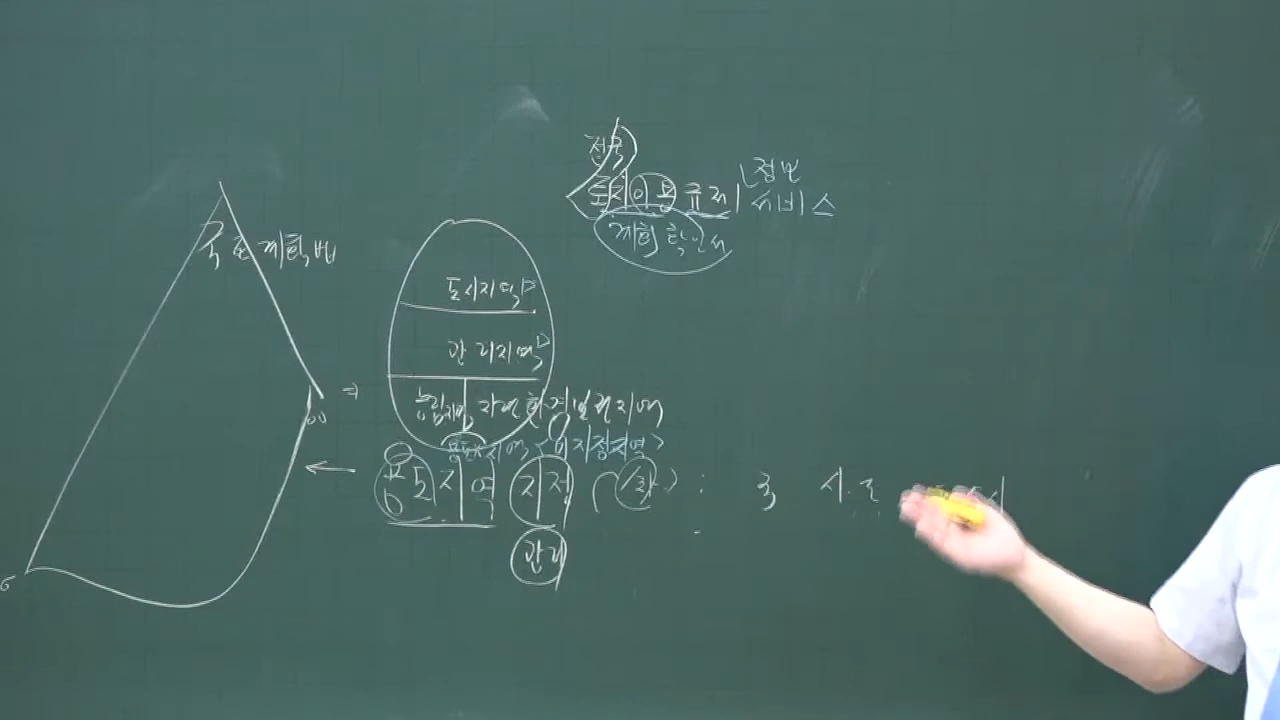 전국
토지이용규제 정보
서비스
계획확인서
국토계획법
도시지역
관리지역
농림지역 자연환경보전지역
용도지역 미지정지역
용도지역 지정 (
관리